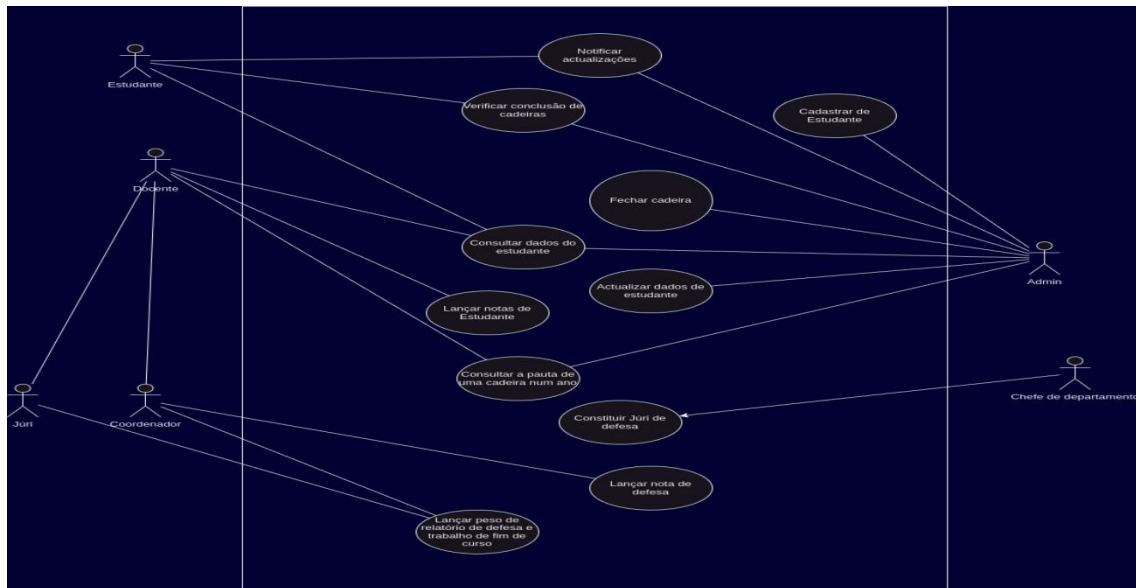 Notificar
actualizações
Estudante
Verificar conclusão de
cadeiras
Cadastrar de
Estudante
Docente
Fechar cadeira
Consultar dados do
estudante
Admin
Actualizar dados de
estudante
Lançar notas de
Estudante
Consultar a pauta de
uma cadeira num ano
Chefe de departamento
Júri
Coordenador
Constituir Júri de
defesa
Lançar nota de
defesa
Lançar peso de
relatório de defesa e
trabalho de fim de
curso